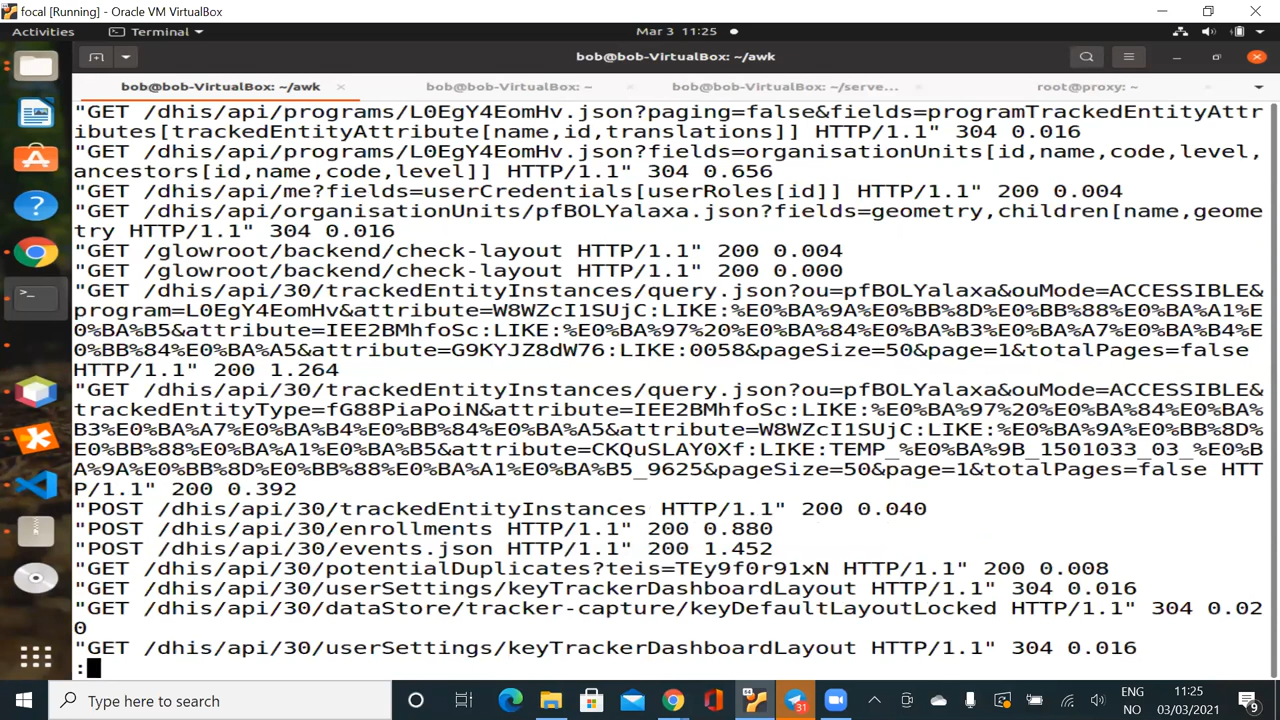 focal [Running] - Oracle VM VirtualBox
Activities Terminal Mar 3 11:25
bob@bob-VirtualBox: ~/awk
bob@bob-VirtualBox: ~/awk bob@bob-VirtualBox: ~ bob@bob-VirtualBox: ~/serve... root@proxy: ~
"GET /dhis/api/programs/L0EgY4EomHv.json?paging=false&fields=programTrackedEntityAttr
ibutes[trackedEntityAttribute[name,id,translations]] HTTP/1.1" 304 0.016
"GET /dhis/api/programs/L0EgY4EomHv.json?fields=organisationUnits[id,name,code,level,
ancestors[id,name,code,level]] HTTP/1.1" 304 0.656
"GET /dhis/api/me?fields=userCredentials[userRoles[id]] HTTP/1.1" 200 0.004
"GET /dhis/api/organisationUnits/pfBOLYalaxa.json?fields=geometry,children[name,geome
try HTTP/1.1" 304 0.016
"GET /glowroot/backend/check-layout HTTP/1.1" 200 0.004
"GET /glowroot/backend/check-layout HTTP/1.1" 200 0.000
"GET /dhis/api/30/trackedEntityInstances/query.json?ou=pfBOLYalaxa&ouMode=ACCESSIBLE&
program=L0EgY4EomHv&attribute=W8WZcI1SUjC:LIKE:%E0%BA%9A%E0%BB%8D%E0%BB%88%E0%BA%A1%E
0%BA%B5&attribute=IEE2BMhfoSc:LIKE:%E0%BA%97%20%E0%BA%84%E0%BA%B3%E0%BA%A7%E0%BA%B4%E
0%BB%84%E0%BA%A5&attribute=G9KYJZ8dW76:LIKE:0058&pageSize=50&page=1&totalPages=false
HTTP/1.1" 200 1.264
"GET /dhis/api/30/trackedEntityInstances/query.json?ou=pfBOLYalaxa&ouMode=ACCESSIBLE&
trackedEntityType=fG88PiaPoiN&attribute=IEE2BMhfoSc:LIKE:%E0%BA%97%20%E0%BA%84%E0%BA%
B3%E0%BA%A7%E0%BA%B4%E0%BB%84%E0%BA%A5&attribute=W8WZcI1SUjC:LIKE:%E0%BA%9A%E0%BB%8D%
E0%BB%88%E0%BA%A1%E0%BA%B5&attribute=CKQuSLAY0Xf:LIKE:TEMP_%E0%BA%9B_1501033_03_%E0%B
A%9A%E0%BB%8D%E0%BB%88%E0%BA%A1%E0%BA%B5_9625&pageSize=50&page=1&totalPages=false HTT
P/1.1" 200 0.392
"POST /dhis/api/30/trackedEntityInstances HTTP/1.1" 200 0.040
"POST /dhis/api/30/enrollments HTTP/1.1" 200 0.880
"POST /dhis/api/30/events.json HTTP/1.1" 200 1.452
"GET /dhis/api/30/potentialDuplicates?teis=TEy9f0r91xN HTTP/1.1" 200 0.008
"GET /dhis/api/30/userSettings/keyTrackerDashboardLayout HTTP/1.1" 304 0.016
"GET /dhis/api/30/dataStore/tracker-capture/keyDefaultLayoutLocked HTTP/1.1" 304 0.02
0
"GET /dhis/api/30/userSettings/keyTrackerDashboardLayout HTTP/1.1" 304 0.016
:
Type here to search 31 ENG 11:25
NO 03/03/2021 9